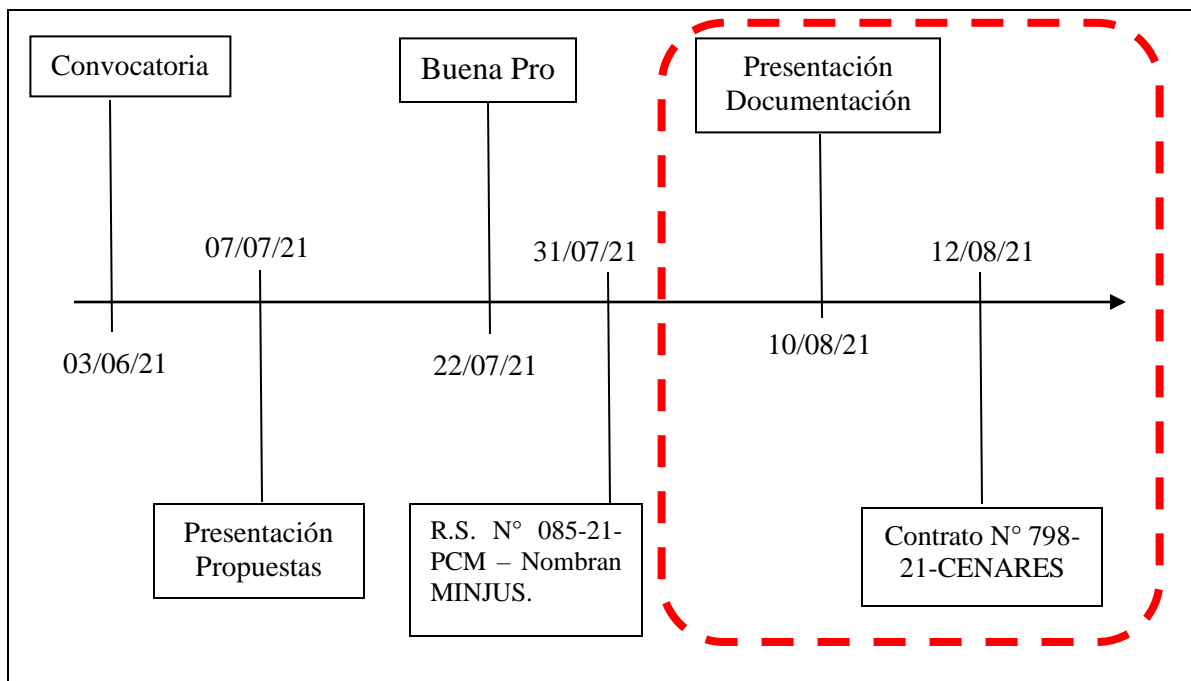 Convocatoria
Buena Pro
Presentación
Documentación
07/07/21
31/07/21
12/08/21
03/06/21
22/07/21
10/08/21
Presentación
Propuestas
R.S. N° 085-21-
PCM – Nombran
MINJUS.
Contrato N° 798-
21-CENARES